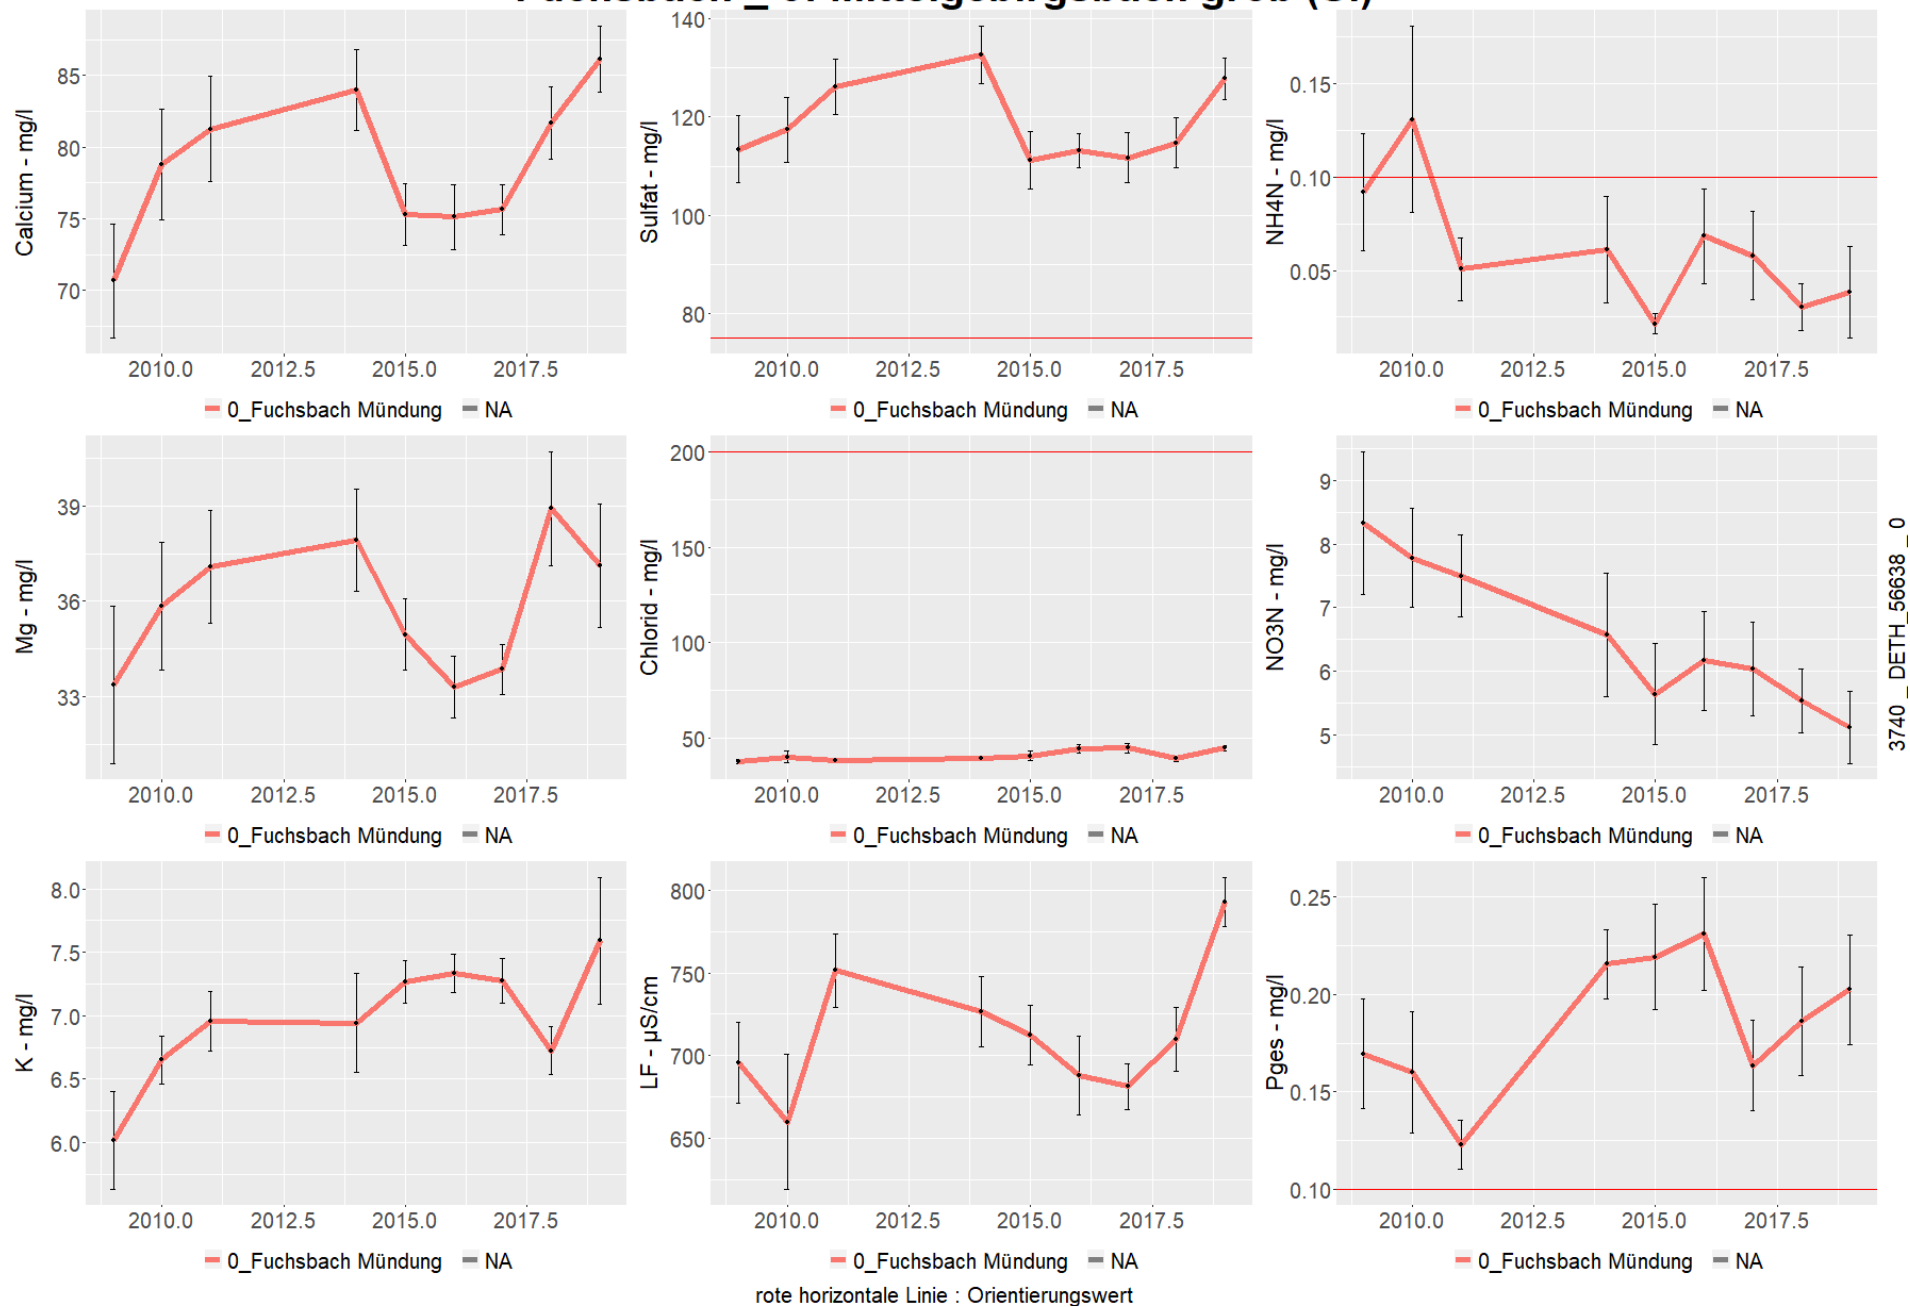 Calcium - mg/l
85
80
75
70
2010.0 2012.5 2015.0 2017.5
0_Fuchsbach Mündung NA
Sulfat - mg/l
140
120
100
80
2010.0 2012.5 2015.0 2017.5
0_Fuchsbach Mündung NA
NH4N - mg/l
0.15
0.10
0.05
2010.0 2012.5 2015.0 2017.5
0_Fuchsbach Mündung NA
Mg - mg/l
39
36
33
2010.0 2012.5 2015.0 2017.5
0_Fuchsbach Mündung NA
Chlorid - mg/l
200
150
100
50
2010.0 2012.5 2015.0 2017.5
0_Fuchsbach Mündung NA
NO3N - mg/l
9
8
7
6
5
2010.0 2012.5 2015.0 2017.5
0_Fuchsbach Mündung NA
3740 _ DETH_56638 _ 0
K - mg/l
8.0
7.5
7.0
6.5
6.0
2010.0 2012.5 2015.0 2017.5
0_Fuchsbach Mündung NA
LF - µS/cm
800
750
700
650
2010.0 2012.5 2015.0 2017.5
0_Fuchsbach Mündung NA
Pges - mg/l
0.25
0.20
0.15
0.10
2010.0 2012.5 2015.0 2017.5
0_Fuchsbach Mündung NA
rote horizontale Linie : Orientierungswert